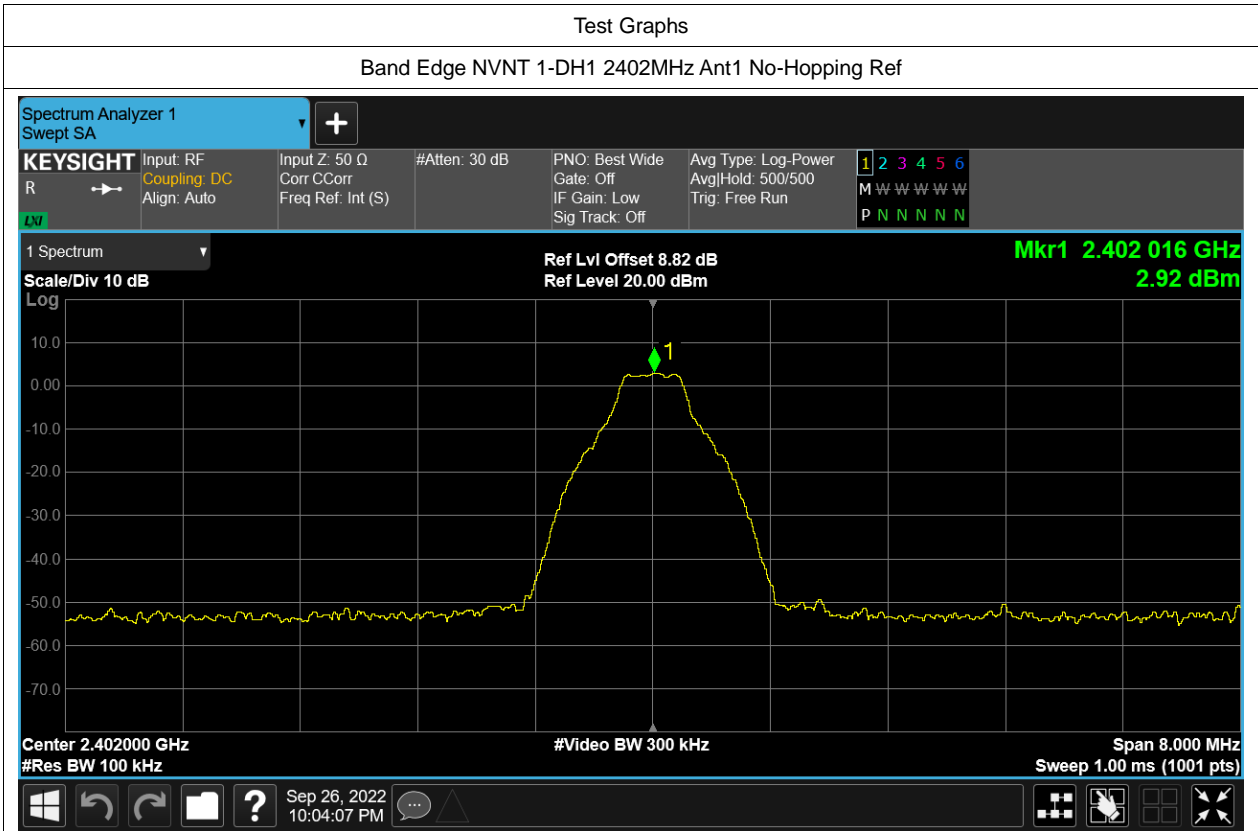 Test Graphs
Band Edge NVNT 1-DH1 2402MHz Ant1 No-Hopping Ref
Spectrum Analyzer 1
Swept SA
KEYSIGHT
R
LXI
Input: RF
Coupling: DC
Align: Auto
Input Z: 50 Ω
Corr CCorr
Freq Ref: Int (S)
#Atten: 30 dB
PNO: Best Wide
Gate: Off
IF Gain: Low
Sig Track: Off
Avg Type: Log-Power
Avg|Hold: 500/500
Trig: Free Run
1 2 3 4 5 6
M W W W W W
P N N N N N
1 Spectrum
Scale/Div 10 dB
Log
Ref Lvl Offset 8.82 dB
Ref Level 20.00 dBm
Mkr1 2.402 016 GHz
2.92 dBm
1
10.0
0.00
-10.0
-20.0
-30.0
-40.0
-50.0
-60.0
-70.0
Center 2.402000 GHz
#Res BW 100 kHz
#Video BW 300 kHz
Span 8.000 MHz
Sweep 1.00 ms (1001 pts)
?
Sep 26, 2022
10:04:07 PM